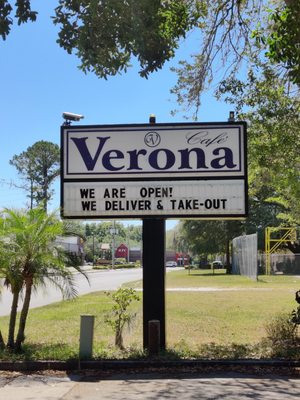 Café
Verona
WE ARE OPEN!
WE DELIVER & TAKE-OUT